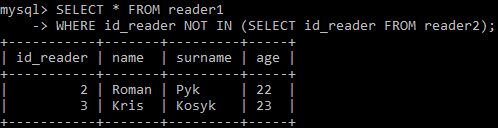 mysql> SELECT * FROM reader1
    -> WHERE id_reader NOT IN (SELECT id_reader FROM reader2);
+-----------+-------+---------+-----+
| id_reader | name  | surname | age |
+-----------+-------+---------+-----+
|         2 | Roman | Pyk     | 22  |
|         3 | Kris  | Kosyk   | 23  |
+-----------+-------+---------+-----+